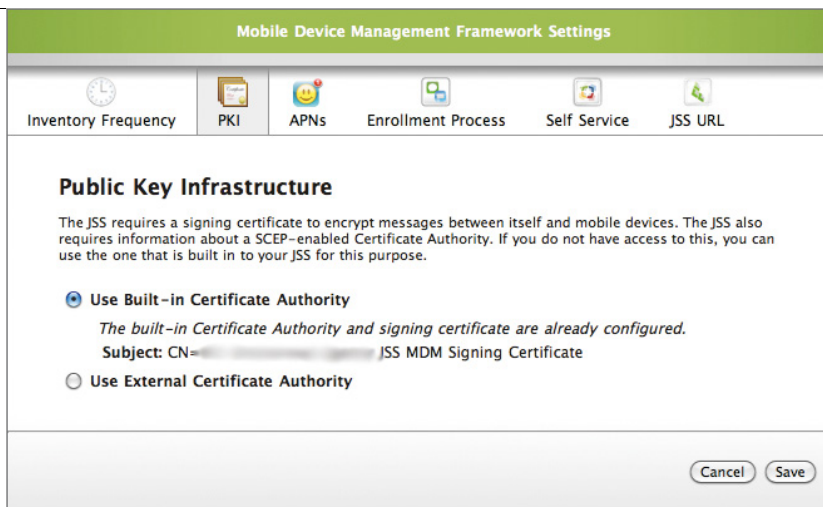 Mobile Device Management Framework Settings
Inventory Frequency
PKI
APNs
Enrollment Process
Self Service
JSS URL
Public Key Infrastructure
The JSS requires a signing certificate to encrypt messages between itself and mobile devices. The JSS also
requires information about a SCEP-enabled Certificate Authority. If you do not have access to this, you can
use the one that is built in to your JSS for this purpose.
Use Built-in Certificate Authority
The built-in Certificate Authority and signing certificate are already configured.
Subject: CN= JSS MDM Signing Certificate
Use External Certificate Authority
Cancel
Save